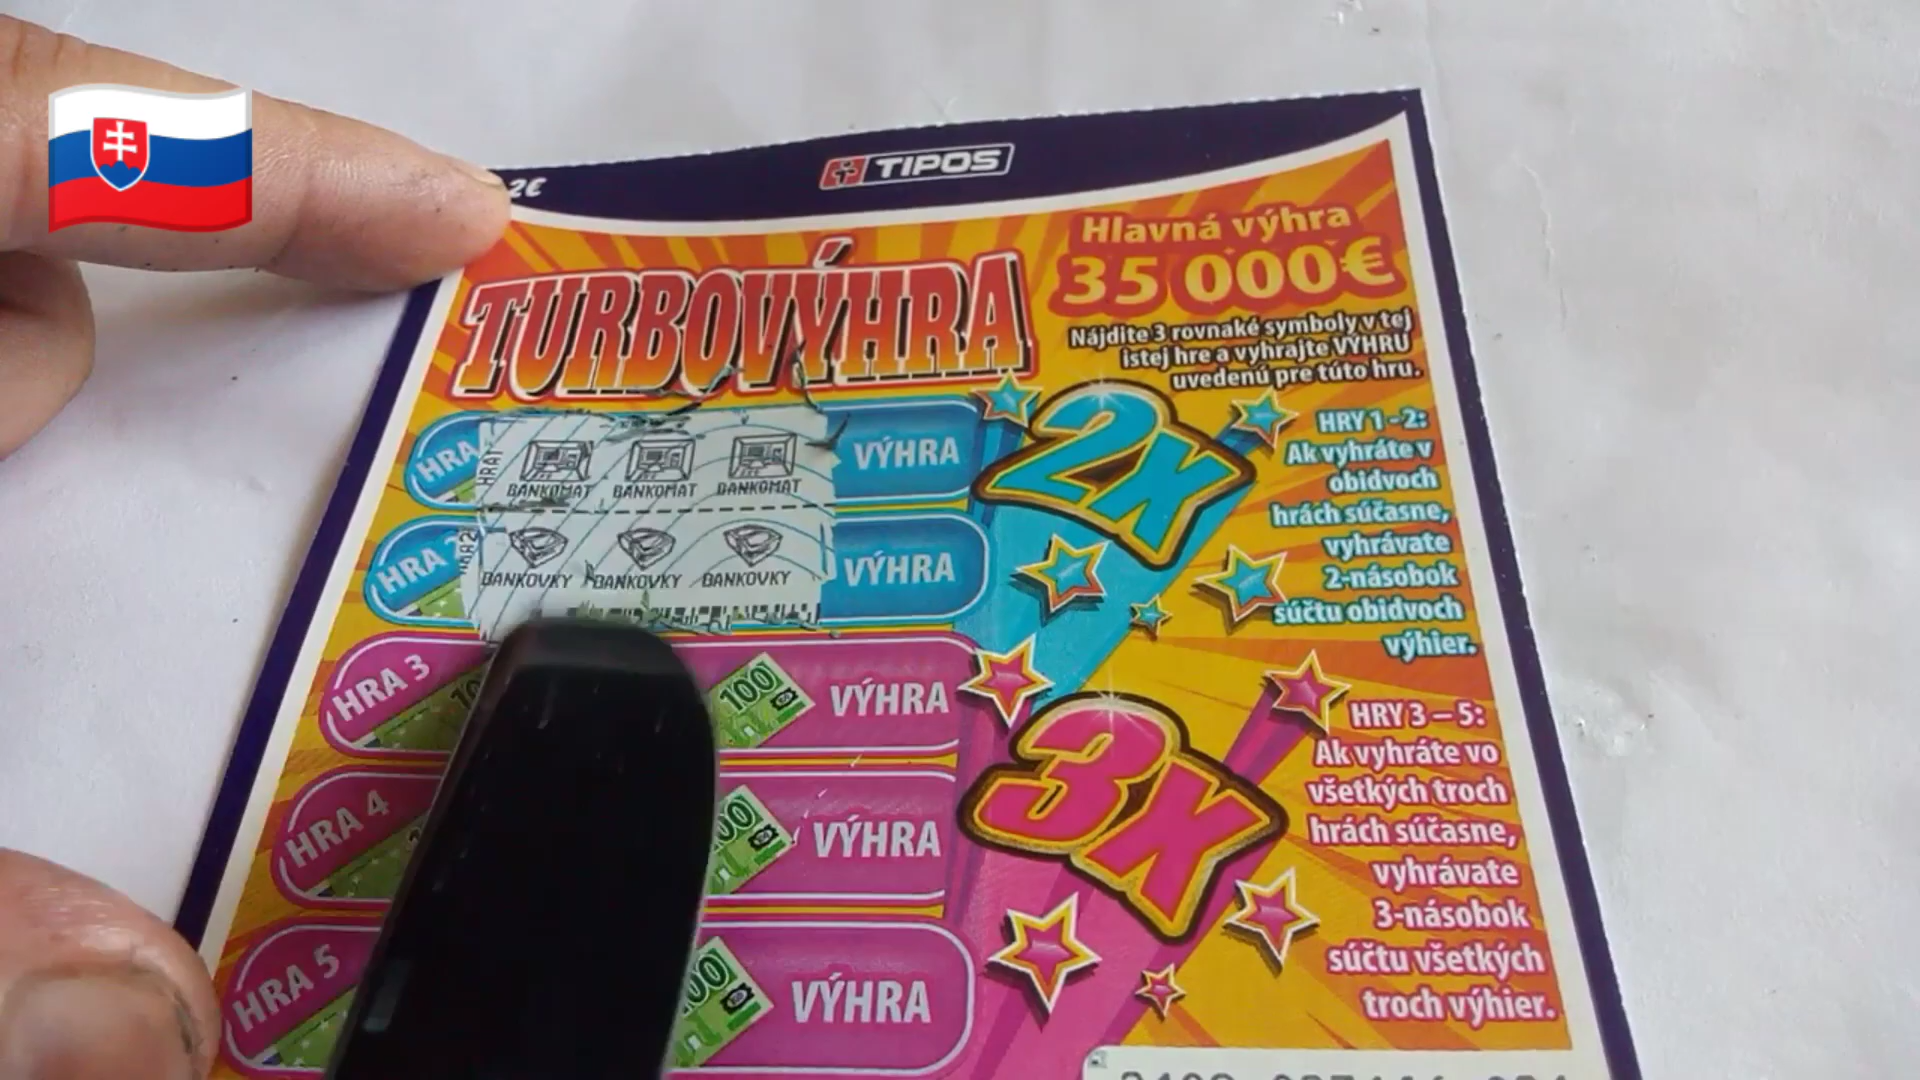 2€
TIPOS
Hlavná výhra
35 000€
TURBOVÝHRA
Nájdite 3 rovnaké symboly v tej
istej hre a vyhrajte VÝHRU
uvedenú pre túto hru.
HRA
HRA1
BANKOMAT BANKOMAT BANKOMAT
VÝHRA
HRA
HRA2
BANKOVKY BANKOVKY BANKOVKY
VÝHRA
2X
HRY 1 - 2:
Ak vyhráte v
obidvoch
hrách súčasne,
vyhrávate
2-násobok
súčtu obidvoch
výhier.
HRA 3
100
VÝHRA
HRA 4
VÝHRA
HRA 5
VÝHRA
3X
HRY 3 – 5:
Ak vyhráte vo
všetkých troch
hrách súčasne,
vyhrávate
3-násobok
súčtu všetkých
troch výhier.